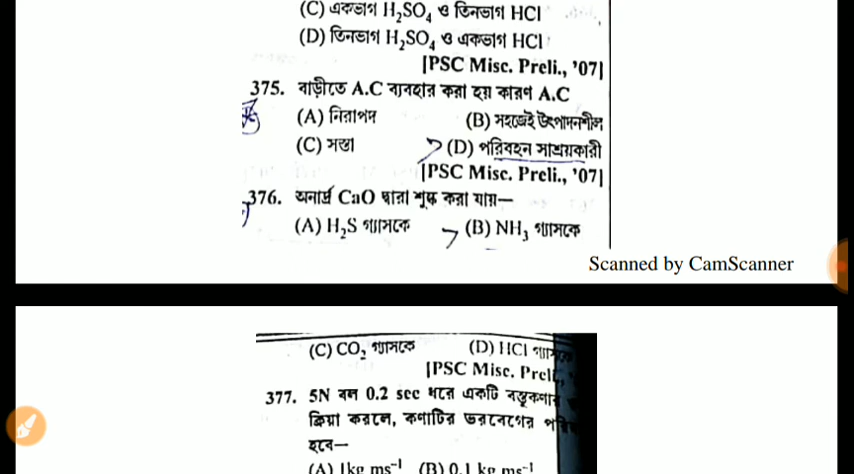 (C) একভাগ H₂SO₄ ও তিনভাগ HCl
(D) তিনভাগ H₂SO₄ ও একভাগ HCl
[PSC Misc. Preli., '07]
375. বাড়ীতে A.C ব্যবহার করা হয় কারণ A.C
(A) নিরাপদ (B) সহজেই উৎপাদনশীল
(C) সস্তা (D) পরিবহন সাশ্রয়কারী
[PSC Misc. Preli., '07]
376. অনার্দ্র CaO দ্বারা শুষ্ক করা যায়—
(A) H₂S গ্যাসকে (B) NH₃ গ্যাসকে
Scanned by CamScanner
(C) CO₂ গ্যাসকে (D) HCl গ্যাসকে
[PSC Misc. Preli.,
377. 5N বল 0.2 sec ধরে একটি বস্তুকণার
ক্রিয়া করলে, কণাটির ভরবেগের
হবে—
(A) 1kg ms⁻¹ (B) 0.1 kg ms⁻¹